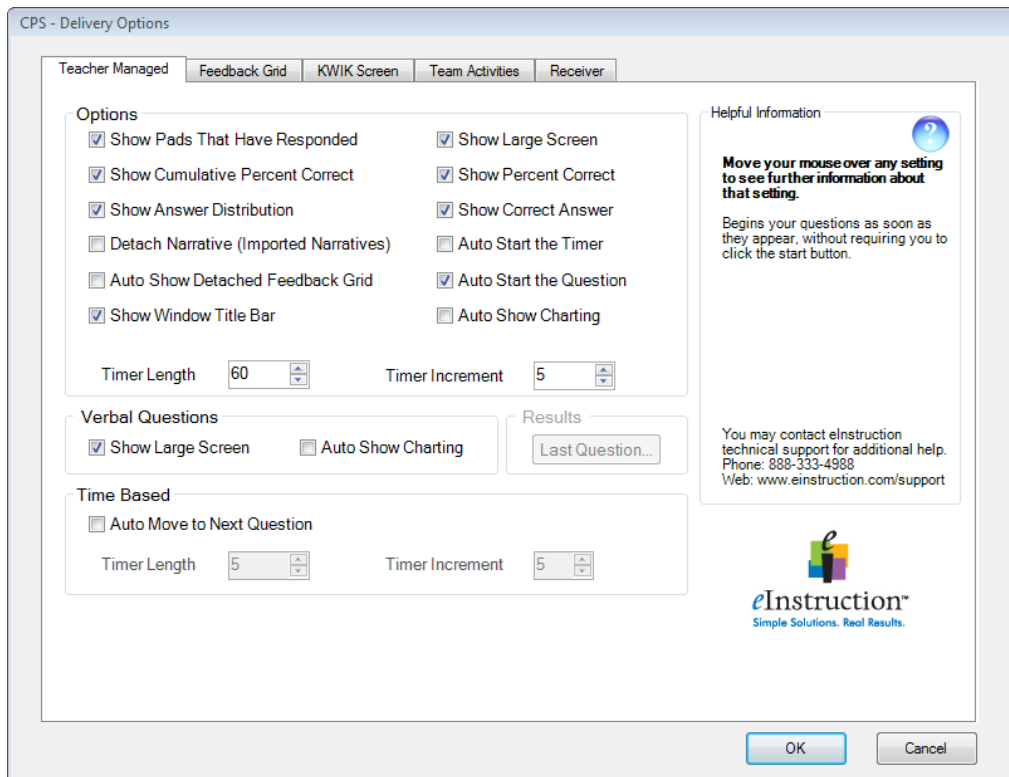 CPS - Delivery Options
Teacher Managed
Feedback Grid
KWIK Screen
Team Activities
Receiver
Options
Show Pads That Have Responded
Show Large Screen
Show Cumulative Percent Correct
Show Percent Correct
Show Answer Distribution
Show Correct Answer
Detach Narrative (Imported Narratives)
Auto Start the Timer
Auto Show Detached Feedback Grid
Auto Start the Question
Show Window Title Bar
Auto Show Charting
Timer Length 60
Timer Increment 5
Verbal Questions
Show Large Screen
Auto Show Charting
Results
Last Question...
Time Based
Auto Move to Next Question
Timer Length 5
Timer Increment 5
Helpful Information
?
Move your mouse over any setting
to see further information about
that setting.
Begins your questions as soon as
they appear, without requiring you to
click the start button.
You may contact eInstruction
technical support for additional help.
Phone: 888-333-4988
Web: www.einstruction.com/support
e
eInstruction™
Simple Solutions. Real Results.
OK
Cancel